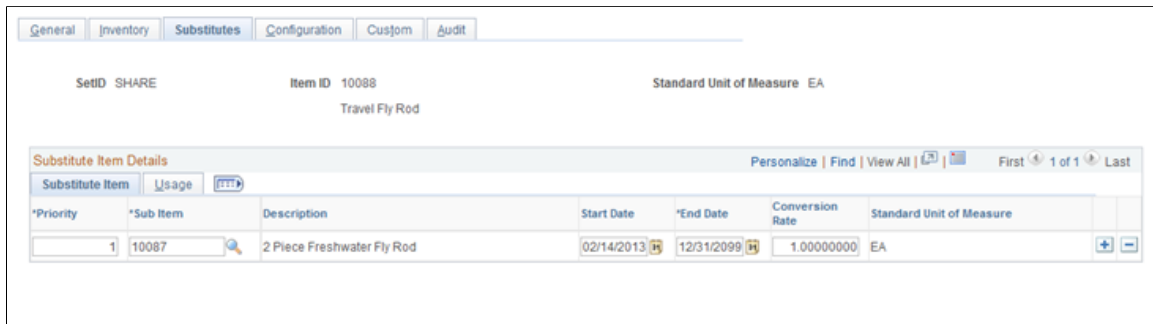 General Inventory Substitutes Configuration Custom Audit
SetID SHARE Item ID 10088 Standard Unit of Measure EA
Travel Fly Rod
Substitute Item Details Personalize | Find | View All | | First 1 of 1 Last
Substitute Item Usage
*Priority *Sub Item Description Start Date *End Date Conversion Rate Standard Unit of Measure
1 10087 2 Piece Freshwater Fly Rod 02/14/2013 12/31/2099 1.00000000 EA